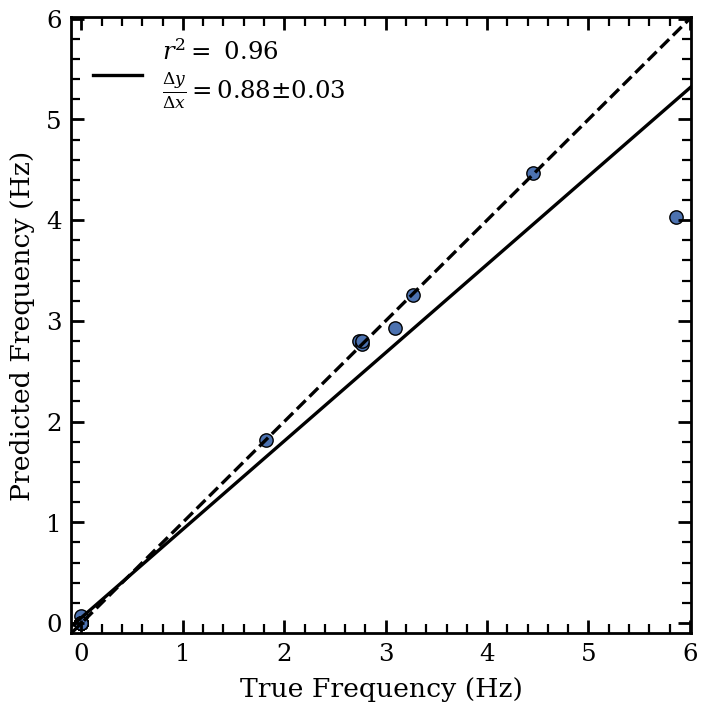 6
5
4
3
2
1
0
Predicted Frequency (Hz)
r² = 0.96
Δy/Δx = 0.88±0.03
0 1 2 3 4 5 6
True Frequency (Hz)